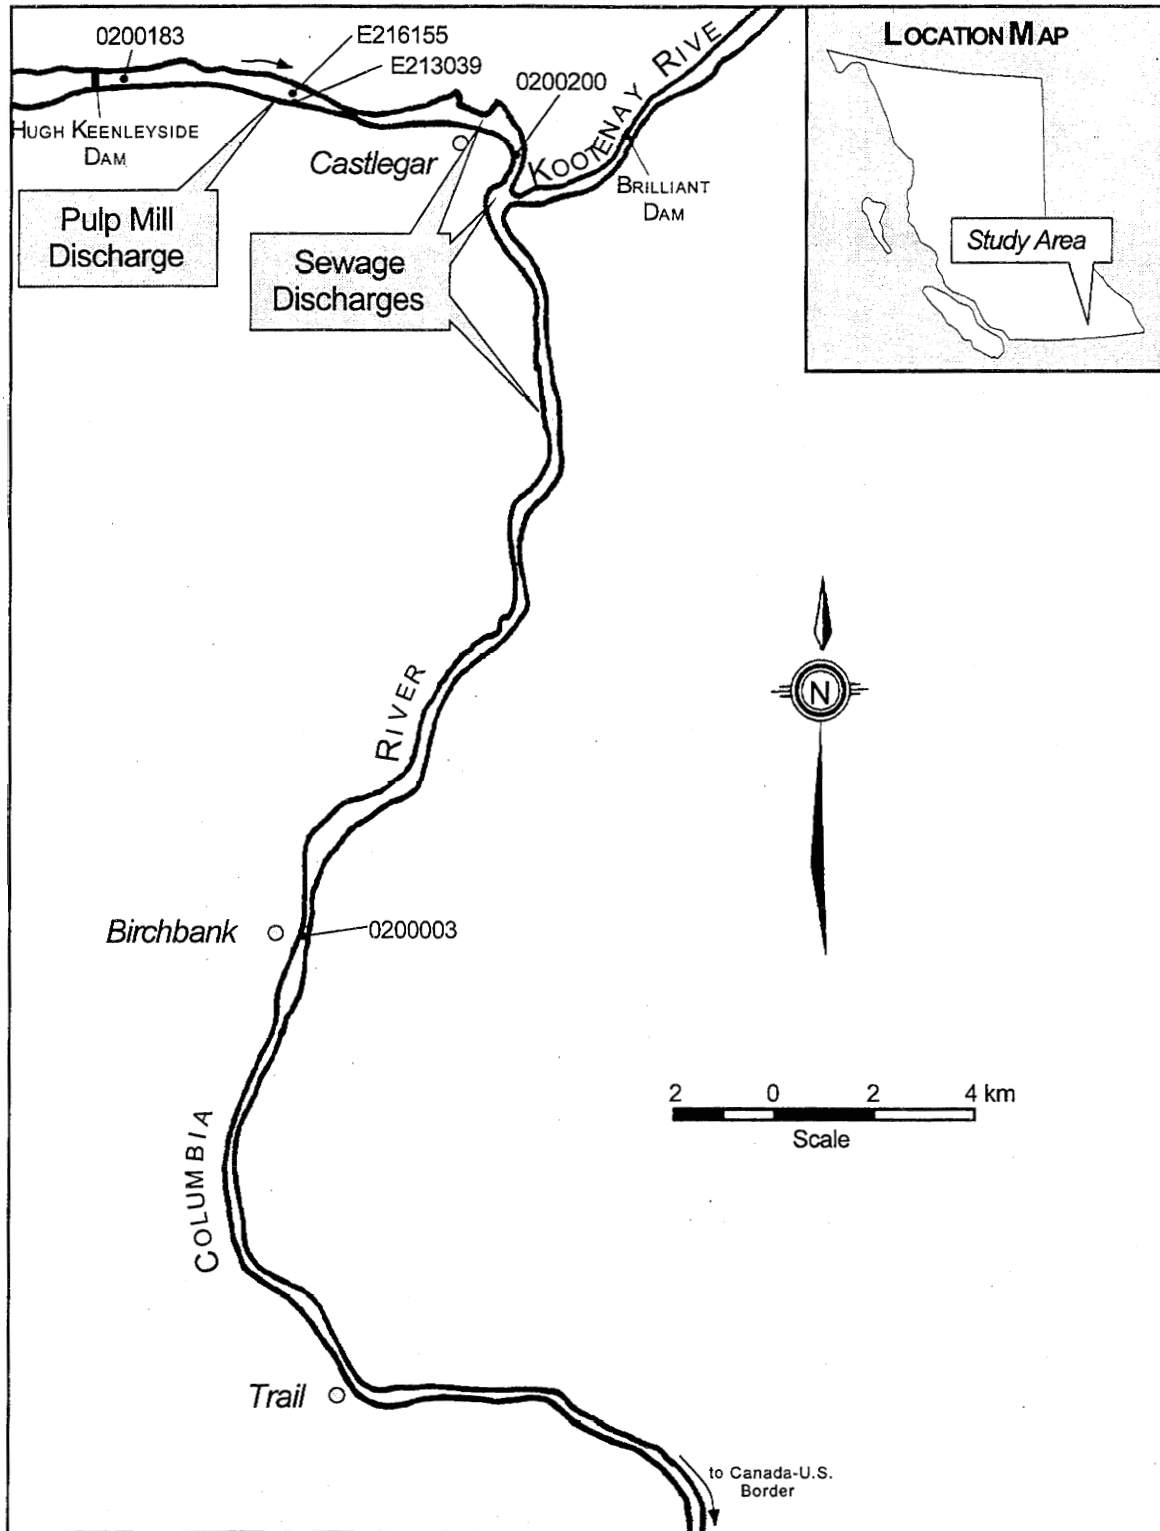 LOCATION MAP
0200183
E216155
E213039
0200200
KOOTENAY RIVE
HUGH KEENLEYSIDE
DAM
Castlegar
BRILLIANT
DAM
Pulp Mill
Discharge
Sewage
Discharges
Study Area
N
RIVER
Birchbank
0200003
2 0 2 4 km
Scale
COLUMBIA
Trail
to Canada-U.S.
Border